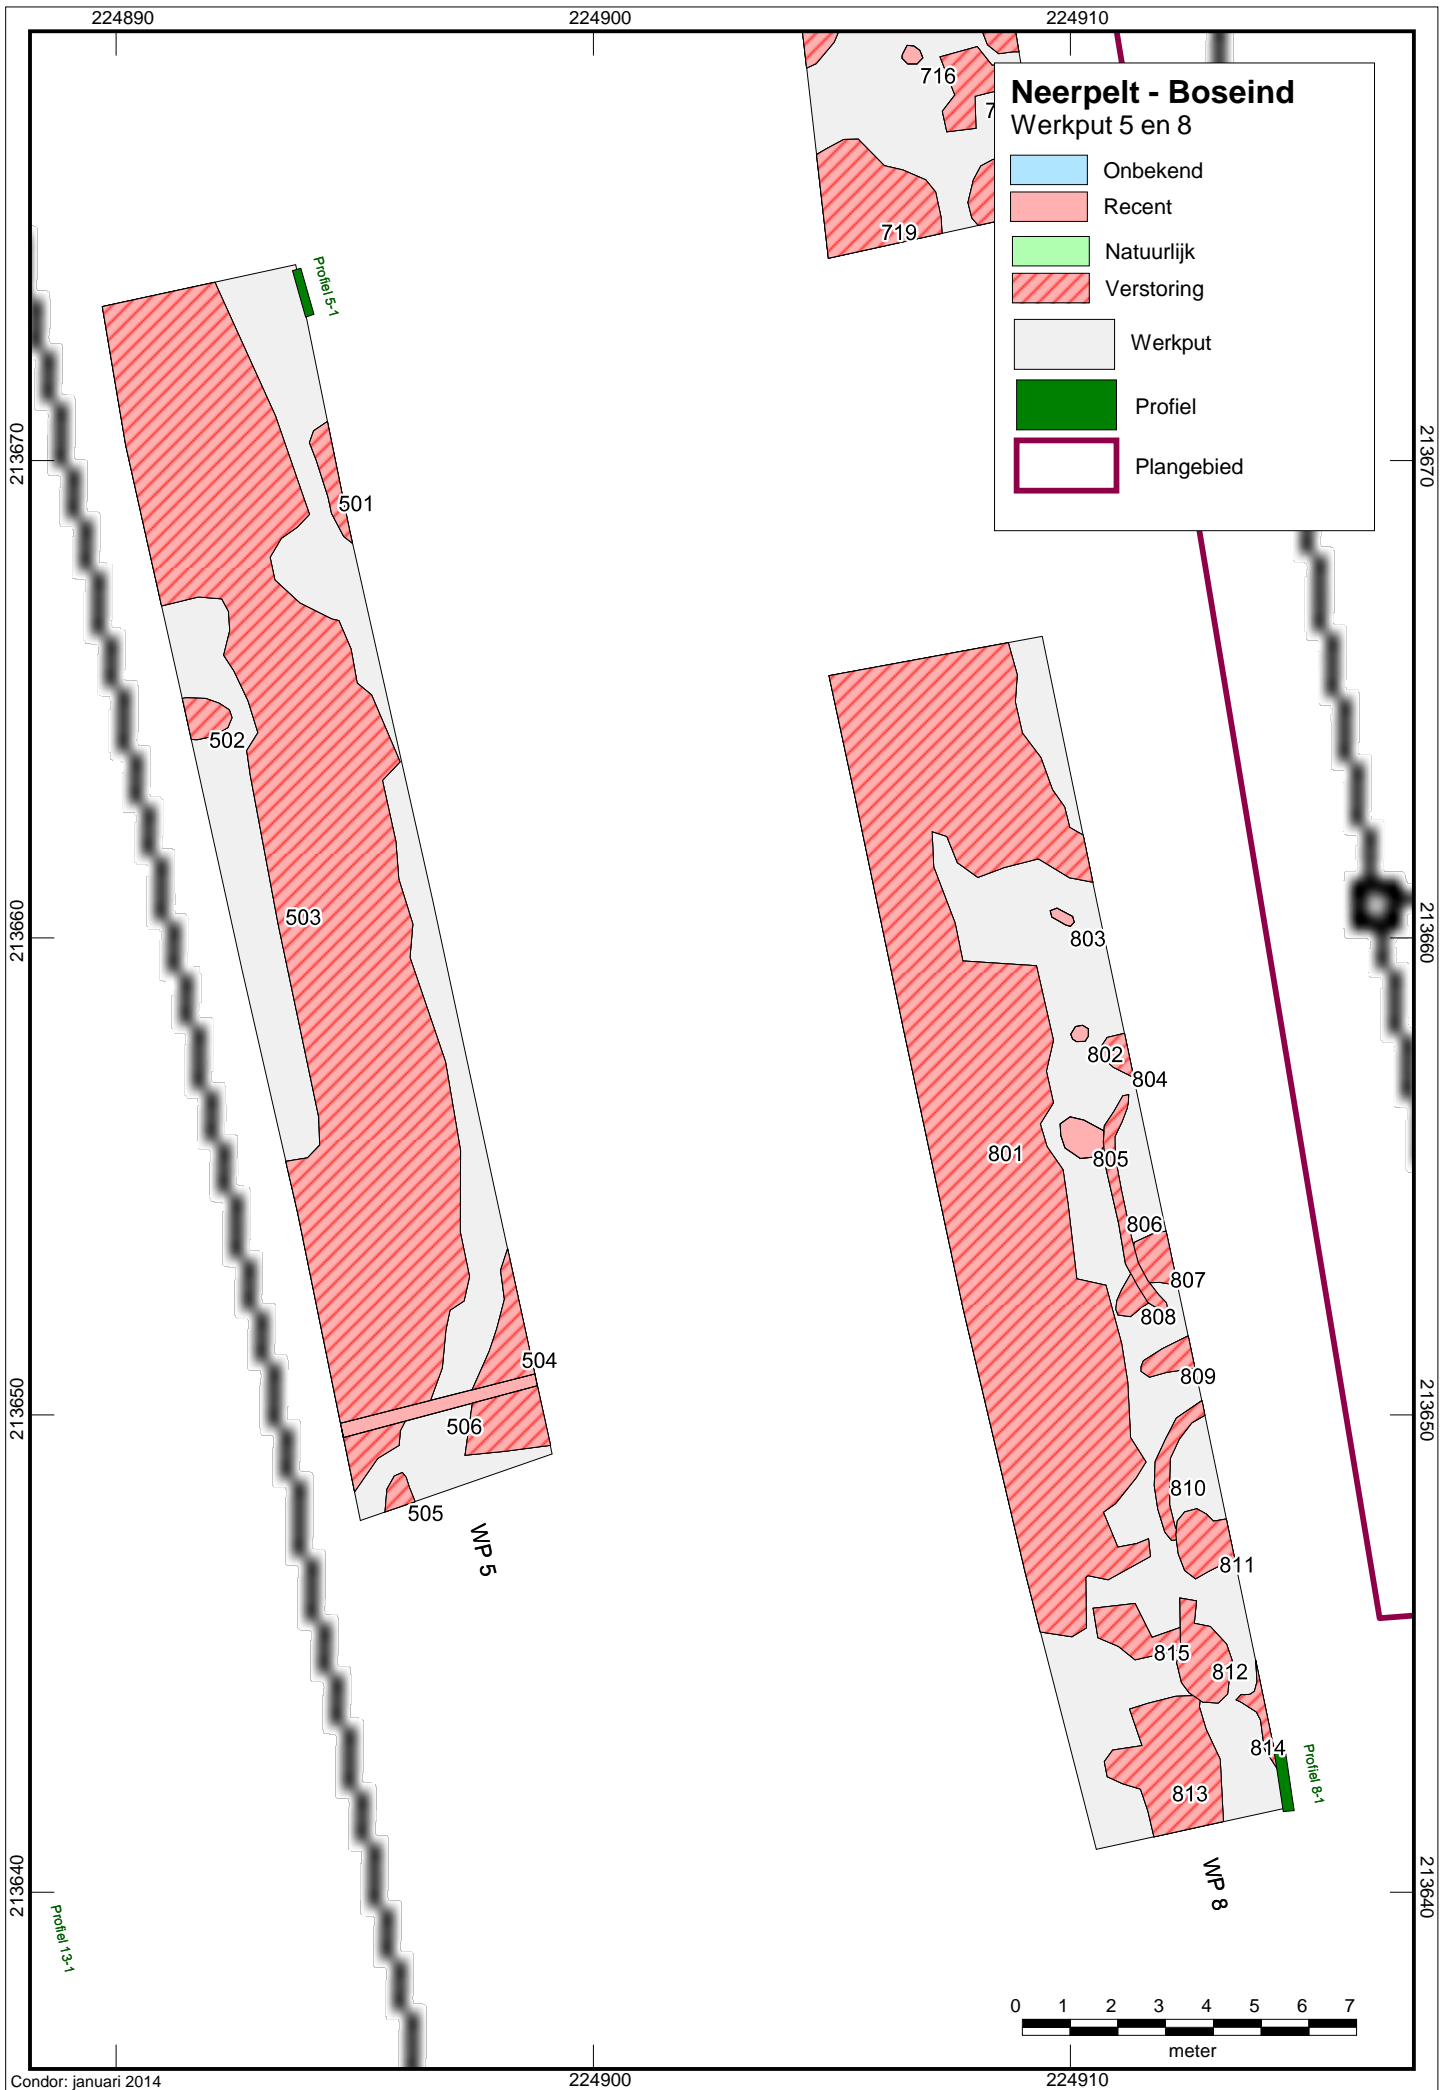 224890
224900
224910
716
7
719
Neerpelt - Boseind
Werkput 5 en 8
Onbekend
Recent
Natuurlijk
Verstoring
Werkput
Profiel
Plangebied
Profiel 5-1
213670
213670
501
502
503
213660
213660
803
802
804
801
805
806
807
808
504
809
213650
213650
506
810
505
WP 5
811
815
812
814
Profiel 8-1
813
WP 8
213640
213640
Profiel 13-1
0 1 2 3 4 5 6 7
meter
Condor: januari 2014
224900
224910